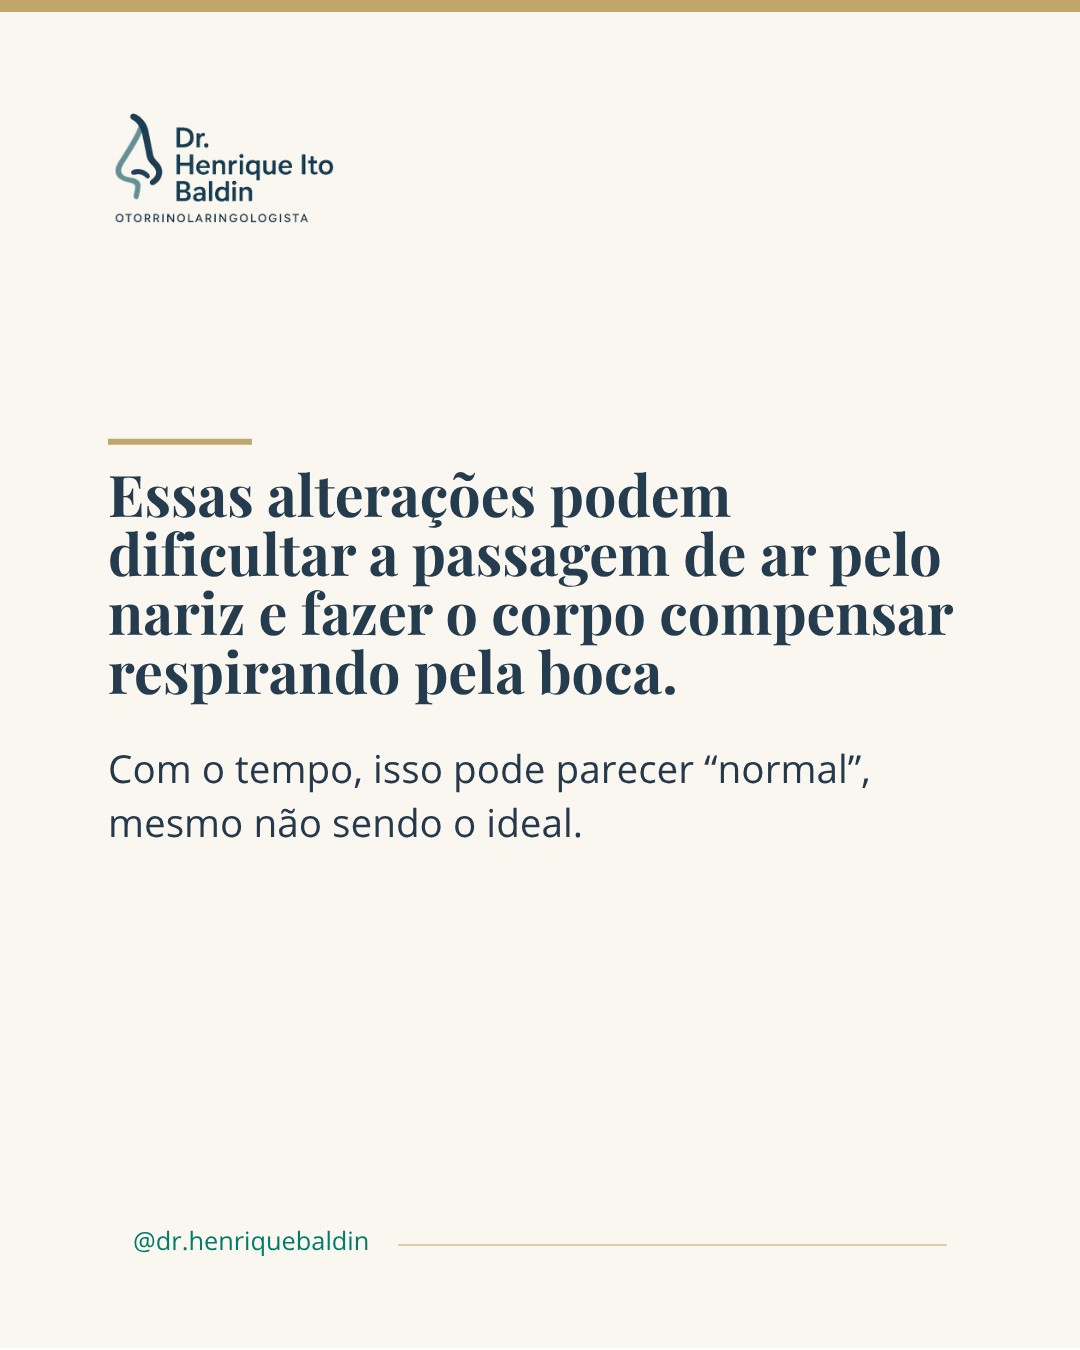 Dr.
Henrique Ito
Baldin
OTORRINOLARINGOLOGISTA
Essas alterações podem
dificultar a passagem de ar pelo
nariz e fazer o corpo compensar
respirando pela boca.
Com o tempo, isso pode parecer “normal”,
mesmo não sendo o ideal.
@dr.henriquebaldin